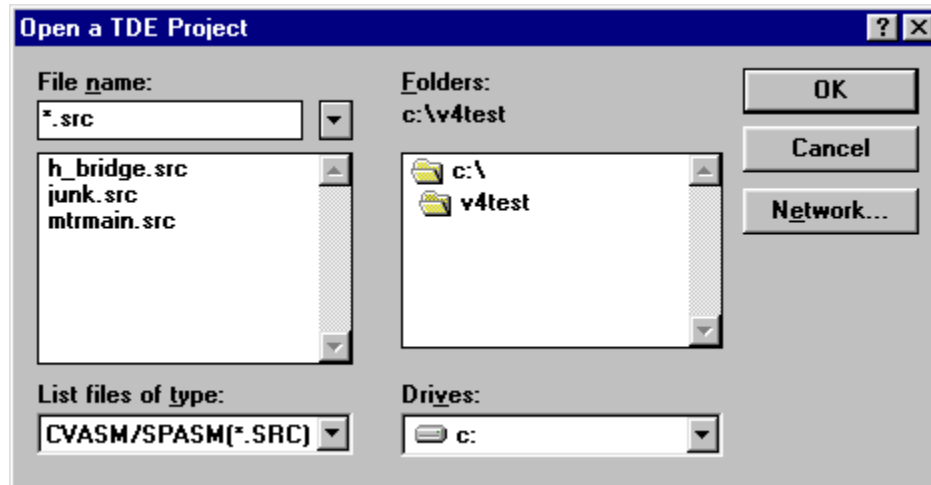 Open a TDE Project
File name:
*.src
h_bridge.src
junk.src
mtrmain.src
List files of type:
CVASM/SPASM(*.SRC)
Folders:
c:\v4test
c:\
v4test
Drives:
c:
OK
Cancel
Network...